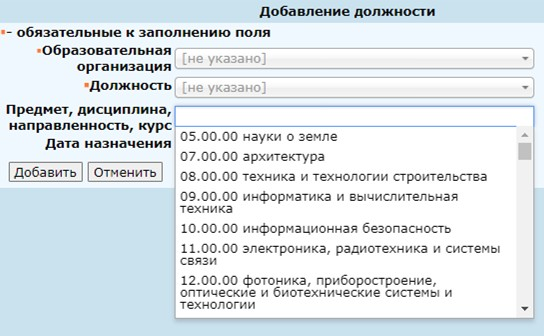 Добавление должности
▪- обязательные к заполнению поля
▪Образовательная
организация
[не указано]
▪Должность
[не указано]
Предмет, дисциплина,
направленность, курс
Дата назначения
Добавить Отменить
05.00.00 науки о земле
07.00.00 архитектура
08.00.00 техника и технологии строительства
09.00.00 информатика и вычислительная
техника
10.00.00 информационная безопасность
11.00.00 электроника, радиотехника и системы
связи
12.00.00 фотоника, приборостроение,
оптические и биотехнические системы и
технологии